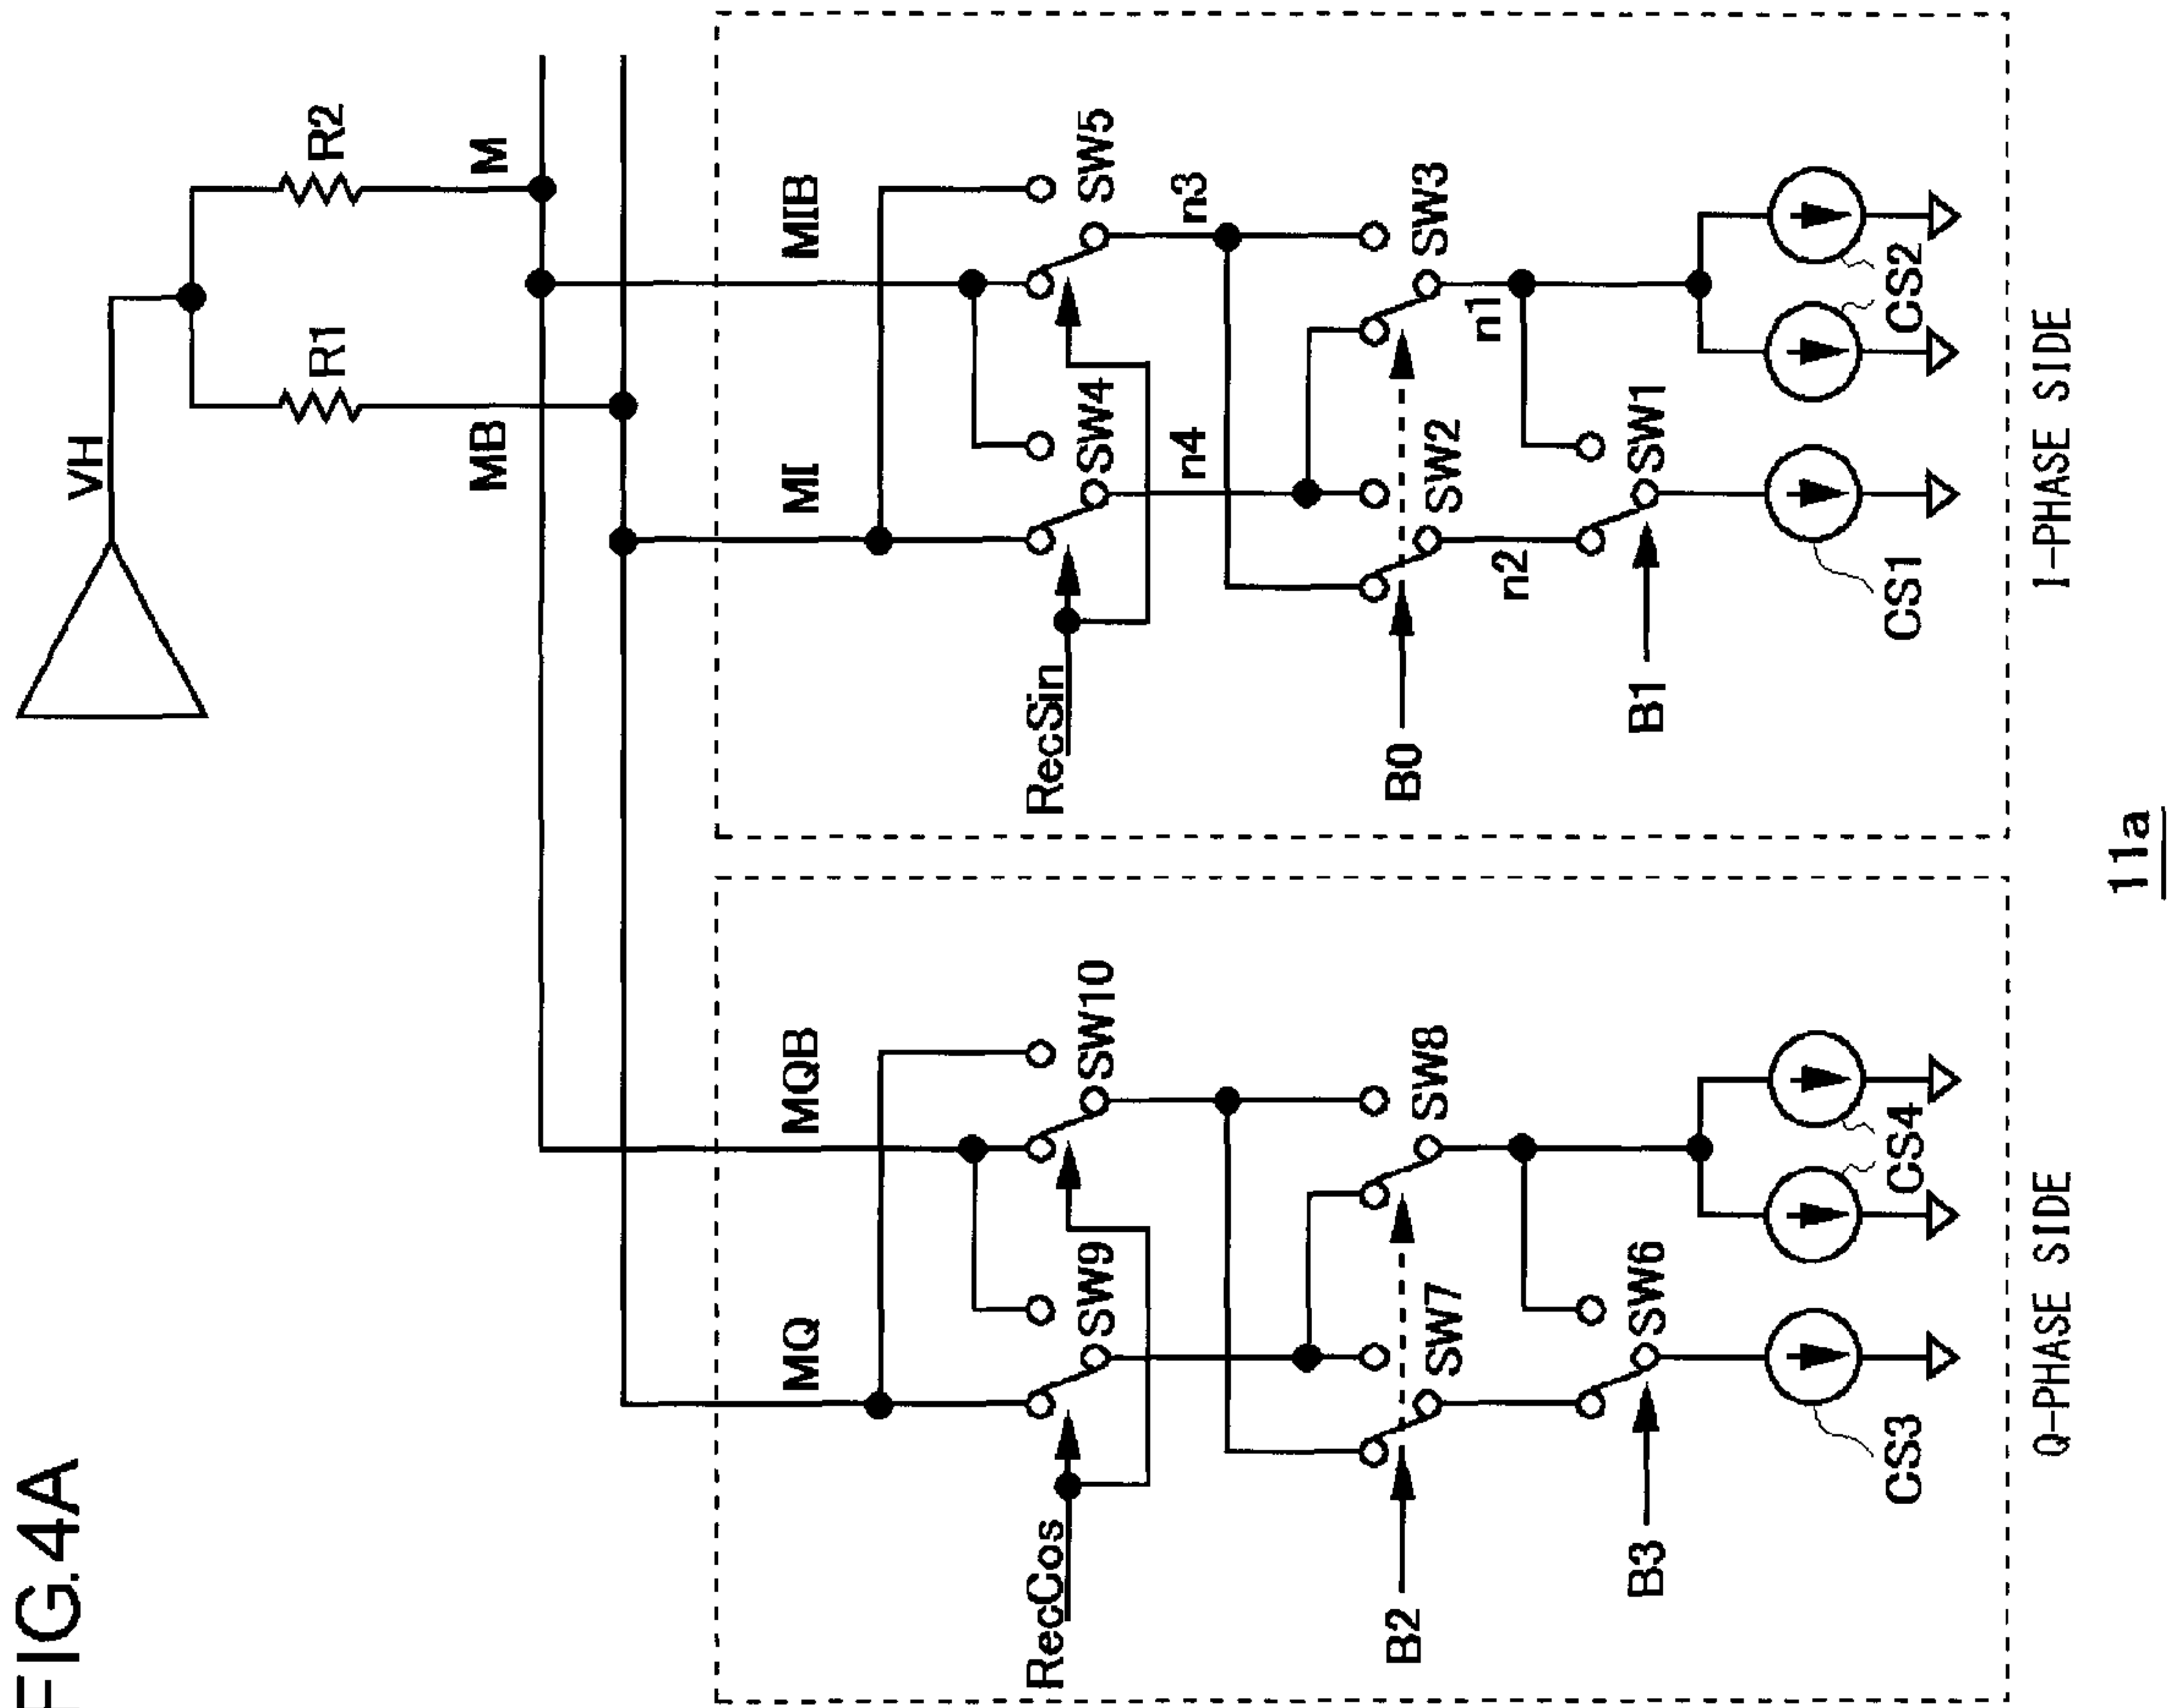 FIG.4A
VH
R1
R2
MB
M
MQ
MQB
MI
MIB
RecCos
SW9
SW10
RecSin
SW4
SW5
n4
n3
B2
SW7
SW8
B0
SW2
SW3
n2
n1
B3
SW6
B1
SW1
CS3
CS4
CS1
CS2
Q-PHASE SIDE
I-PHASE SIDE
11a